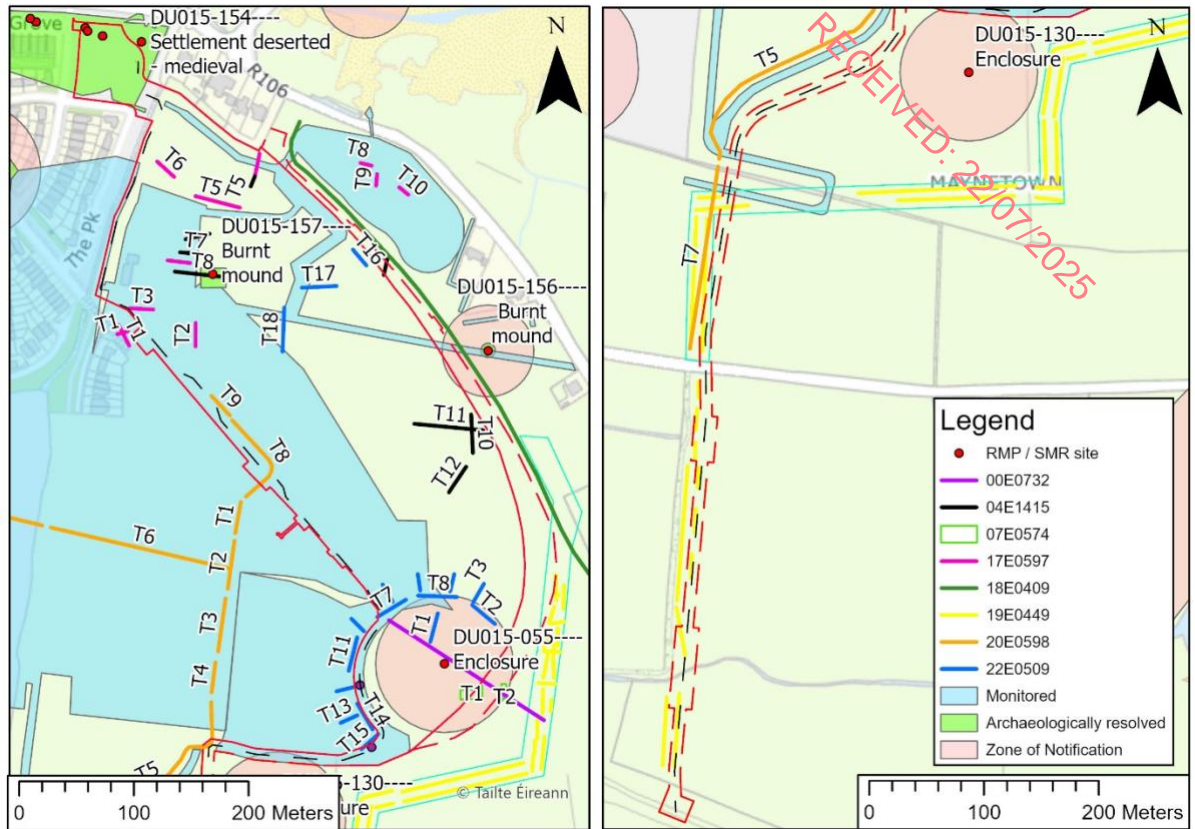 Grove
DU015-154----
Settlement deserted
- medieval
N
R106
T6
T5
T5
T8
T9
T10
The Pk
DU015-157----
Burnt
mound
T7
T8
T16
T17
DU015-156----
Burnt
mound
T3
T1
T1
T2
T18
T9
T11
T10
T12
T8
T1
T6
T2
T3
T4
T7
T8
T3
T2
T1
T11
DU015-055----
Enclosure
T1
T2
T13
T14
T15
T5
-130----
ure
© Tailte Éireann
0 100
200 Meters
RECEIVED: 22/07/2025
T5
DU015-130----
Enclosure
N
MAYNETOWN
T7
Legend
RMP / SMR site
00E0732
04E1415
07E0574
17E0597
18E0409
19E0449
20E0598
22E0509
Monitored
Archaeologically resolved
Zone of Notification
0 100
200 Meters